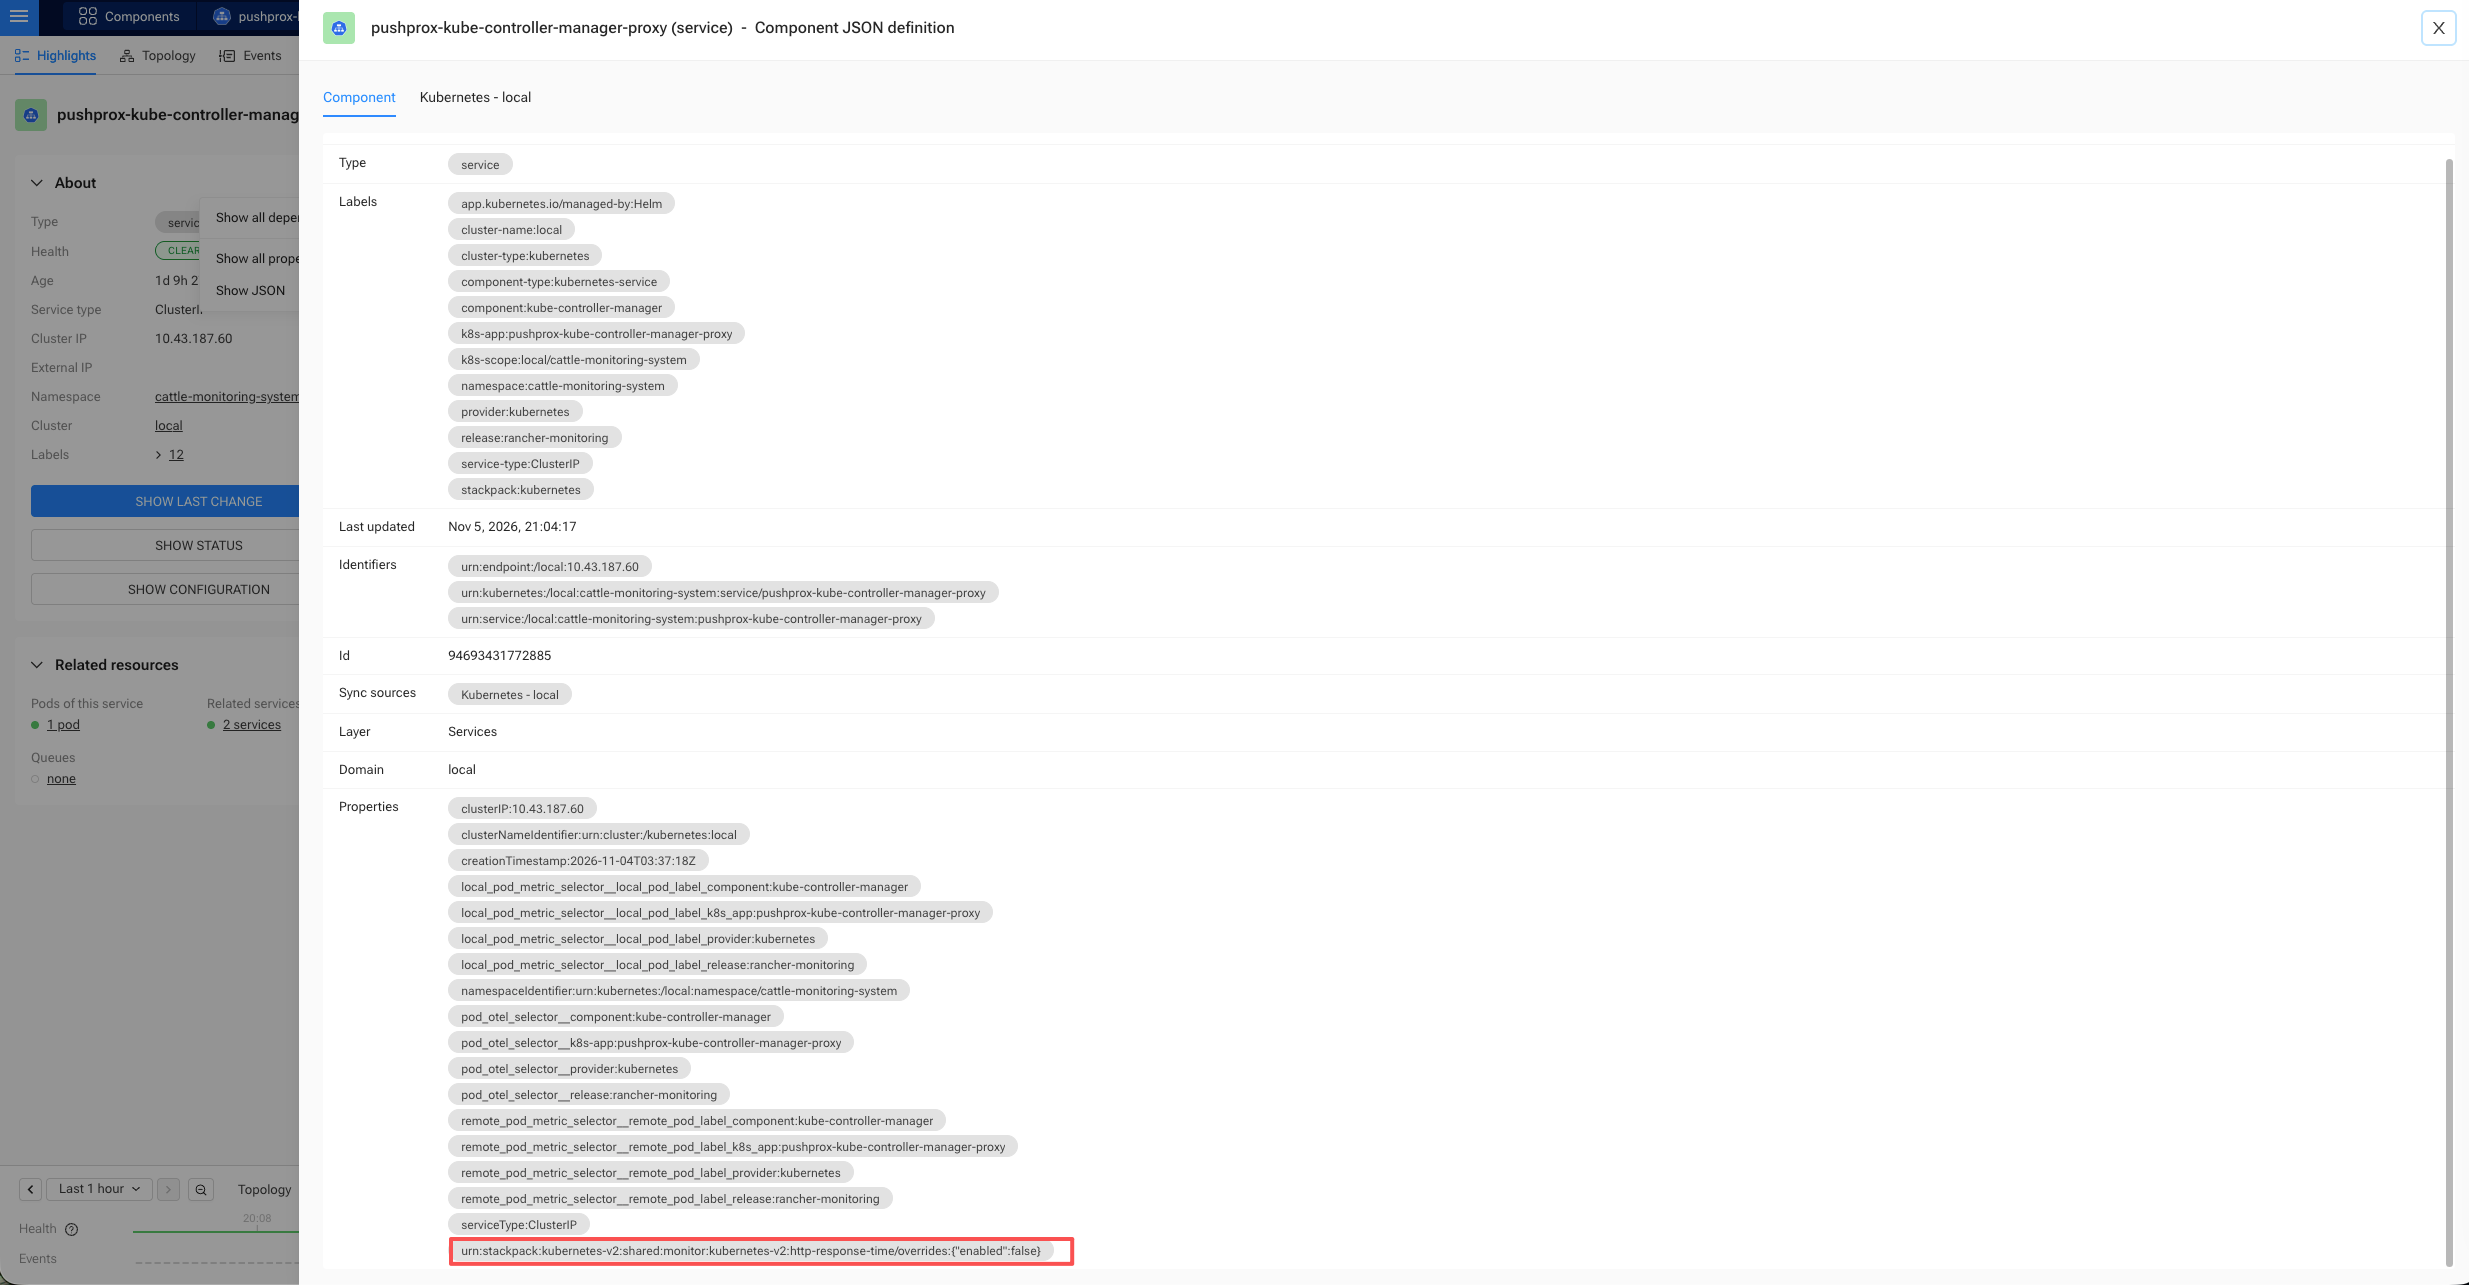 Components
pushprox-
Highlights
Topology
Events
pushprox-kube-controller-manag
About
Type
servic
Health
CLEAR
Age
1d 9h 2
Service type
ClusterI
Cluster IP
10.43.187.60
External IP
Namespace
cattle-monitoring-system
Cluster
local
Labels
12
Show all depe
Show all prope
Show JSON
SHOW LAST CHANGE
SHOW STATUS
SHOW CONFIGURATION
Related resources
Pods of this service
Related services
1 pod
2 services
Queues
none
Last 1 hour
Topology
20:08
Health
Events
pushprox-kube-controller-manager-proxy (service) - Component JSON definition
X
Component
Kubernetes - local
Type
service
Labels
app.kubernetes.io/managed-by:Helm
cluster-name:local
cluster-type:kubernetes
component-type:kubernetes-service
component:kube-controller-manager
k8s-app:pushprox-kube-controller-manager-proxy
k8s-scope:local/cattle-monitoring-system
namespace:cattle-monitoring-system
provider:kubernetes
release:rancher-monitoring
service-type:ClusterIP
stackpack:kubernetes
Last updated
Nov 5, 2026, 21:04:17
Identifiers
urn:endpoint:/local:10.43.187.60
urn:kubernetes:/local:cattle-monitoring-system:service/pushprox-kube-controller-manager-proxy
urn:service:/local:cattle-monitoring-system:pushprox-kube-controller-manager-proxy
Id
94693431772885
Sync sources
Kubernetes - local
Layer
Services
Domain
local
Properties
clusterIP:10.43.187.60
clusterNameIdentifier:urn:cluster:/kubernetes:local
creationTimestamp:2026-11-04T03:37:18Z
local_pod_metric_selector__local_pod_label_component:kube-controller-manager
local_pod_metric_selector__local_pod_label_k8s_app:pushprox-kube-controller-manager-proxy
local_pod_metric_selector__local_pod_label_provider:kubernetes
local_pod_metric_selector__local_pod_label_release:rancher-monitoring
namespaceIdentifier:urn:kubernetes:/local:namespace/cattle-monitoring-system
pod_otel_selector__component:kube-controller-manager
pod_otel_selector__k8s-app:pushprox-kube-controller-manager-proxy
pod_otel_selector__provider:kubernetes
pod_otel_selector__release:rancher-monitoring
remote_pod_metric_selector__remote_pod_label_component:kube-controller-manager
remote_pod_metric_selector__remote_pod_label_k8s_app:pushprox-kube-controller-manager-proxy
remote_pod_metric_selector__remote_pod_label_provider:kubernetes
remote_pod_metric_selector__remote_pod_label_release:rancher-monitoring
serviceType:ClusterIP
urn:stackpack:kubernetes-v2:shared:monitor:kubernetes-v2:http-response-time/overrides:{"enabled":false}